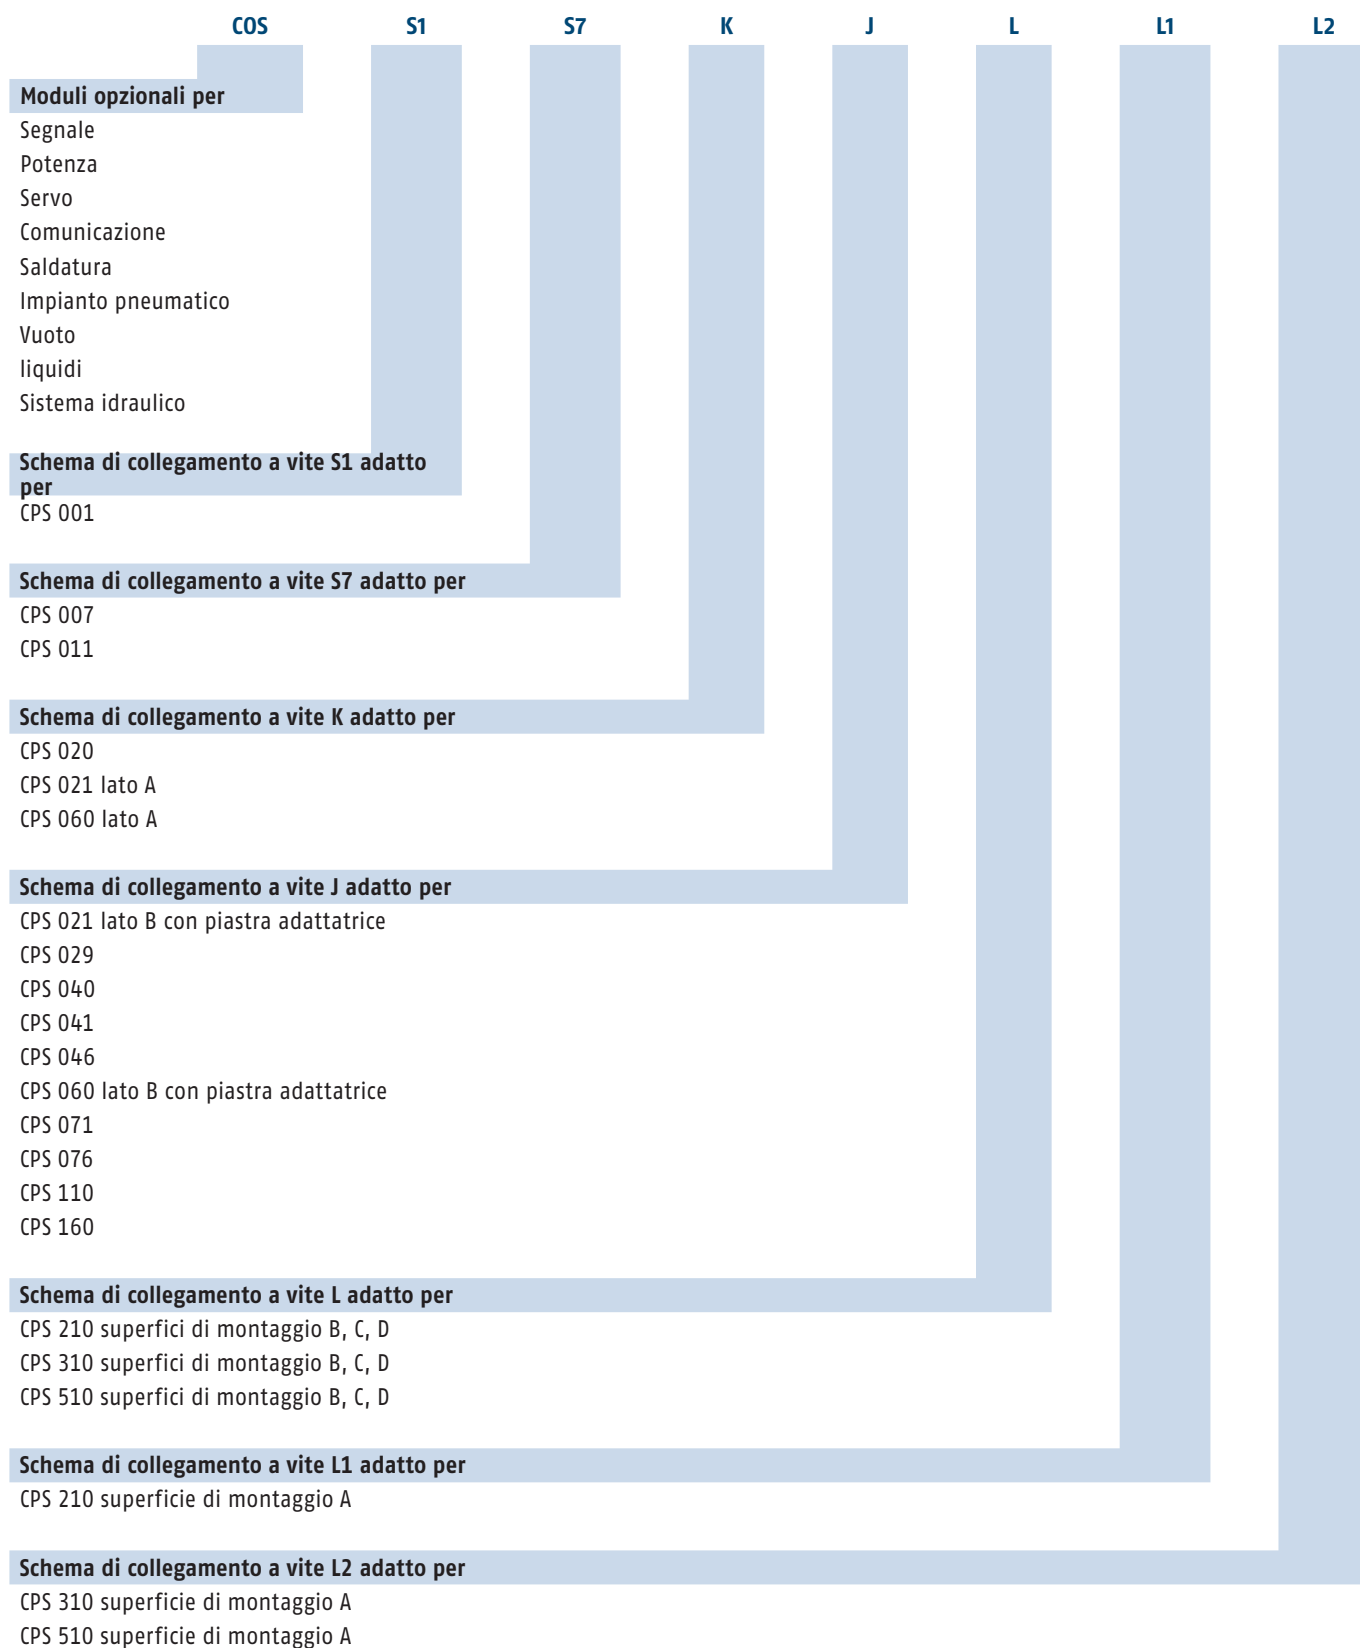 COS S1 S7 K J L L1 L2
Moduli opzionali per
Segnale
Potenza
Servo
Comunicazione
Saldatura
Impianto pneumatico
Vuoto
liquidi
Sistema idraulico
Schema di collegamento a vite S1 adatto
per
CPS 001
Schema di collegamento a vite S7 adatto per
CPS 007
CPS 011
Schema di collegamento a vite K adatto per
CPS 020
CPS 021 lato A
CPS 060 lato A
Schema di collegamento a vite J adatto per
CPS 021 lato B con piastra adattatrice
CPS 029
CPS 040
CPS 041
CPS 046
CPS 060 lato B con piastra adattatrice
CPS 071
CPS 076
CPS 110
CPS 160
Schema di collegamento a vite L adatto per
CPS 210 superfici di montaggio B, C, D
CPS 310 superfici di montaggio B, C, D
CPS 510 superfici di montaggio B, C, D
Schema di collegamento a vite L1 adatto per
CPS 210 superficie di montaggio A
Schema di collegamento a vite L2 adatto per
CPS 310 superficie di montaggio A
CPS 510 superficie di montaggio A